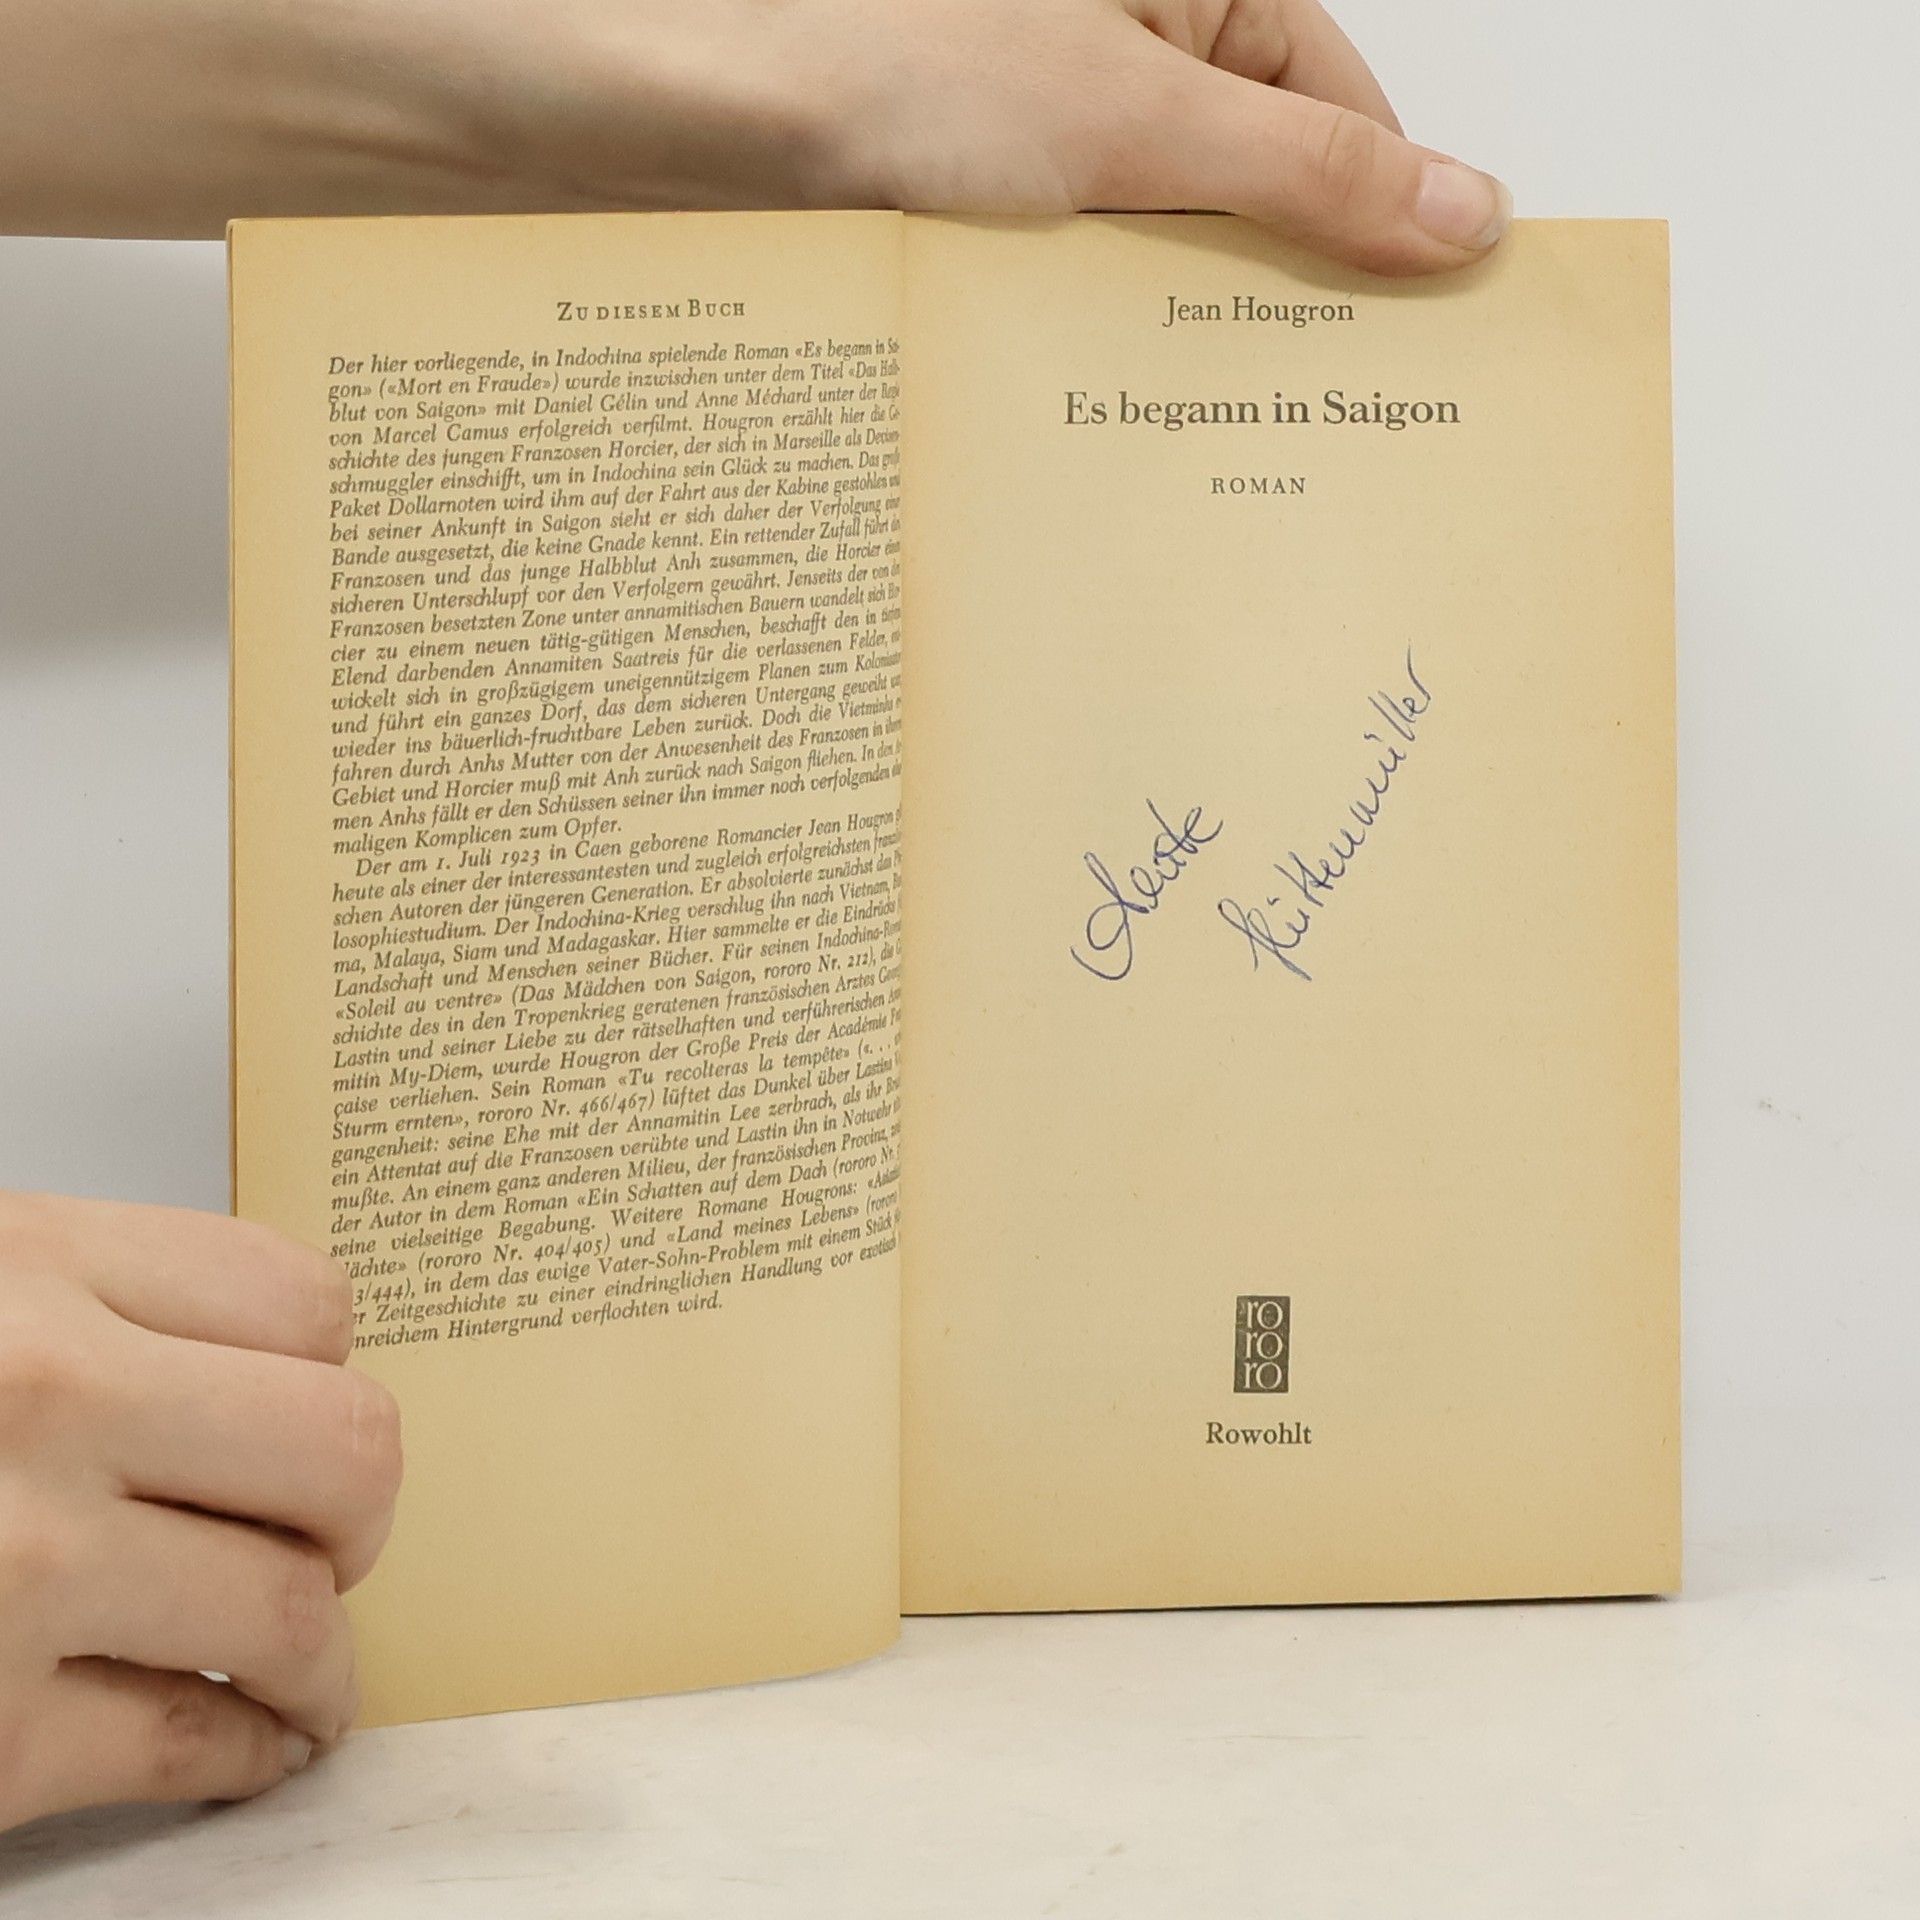 ZU DIESEM BUCH
Der hier vorliegende, in Indochina spielende Roman «Es begann in Sai-
gon» («Mort en Fraude») wurde inzwischen unter dem Titel «Das Halb-
blut von Saigon» mit Daniel Gélin und Anne Méchard unter der Regie
von Marcel Camus erfolgreich verfilmt. Hougron erzählt hier die Ge-
schichte des jungen Franzosen Horcier, der sich in Marseille als Devisen-
schmuggler einschifft, um in Indochina sein Glück zu machen. Das große
Paket Dollarnoten wird ihm auf der Fahrt aus der Kabine gestohlen und
bei seiner Ankunft in Saigon sieht er sich daher der Verfolgung einer
Bande ausgesetzt, die keine Gnade kennt. Ein rettender Zufall führt den
Franzosen und das junge Halbblut Anh zusammen, die Horcier einen
sicheren Unterschlupf vor den Verfolgern gewährt. Jenseits der von den
Franzosen besetzten Zone unter annamitischen Bauern wandelt sich Hor-
cier zu einem neuen tätig-gütigen Menschen, beschafft den in tiefem
Elend darbenden Annamiten Saatreis für die verlassenen Felder, ent-
wickelt sich in großzügigem uneigennützigem Planen zum Kolonisator
und führt ein ganzes Dorf, das dem sicheren Untergang geweiht war,
wieder ins bäuerlich-fruchtbare Leben zurück. Doch die Vietminhs er-
fahren durch Anhs Mutter von der Anwesenheit des Franzosen in ihrem
Gebiet und Horcier muß mit Anh zurück nach Saigon fliehen. In den Ar-
men Anhs fällt er den Schüssen seiner ihn immer noch verfolgenden ehe-
maligen Komplicen zum Opfer.
Der am 1. Juli 1923 in Caen geborene Romancier Jean Hougron
heute als einer der interessantesten und zugleich erfolgreichsten französi-
schen Autoren der jüngeren Generation. Er absolvierte zunächst das Phi-
losophiestudium. Der Indochina-Krieg verschlug ihn nach Vietnam, Bur-
ma, Malaya, Siam und Madagaskar. Hier sammelte er die Eindrücke
Landschaft und Menschen seiner Bücher. Für seinen Indochina-Roman
«Soleil au ventre» (Das Mädchen von Saigon, rororo Nr. 212), die Ge-
schichte des in den Tropenkrieg geratenen französischen Arztes Georges
Lastin und seiner Liebe zu der rätselhaften und verführerischen Anna-
mitin My-Diem, wurde Hougron der Große Preis der Académie Fran-
çaise verliehen. Sein Roman «Tu recolteras la tempête» («. . .
Sturm ernten», rororo Nr. 466/467) lüftet das Dunkel über Lastins Ver-
gangenheit: seine Ehe mit der Annamitin Lee zerbrach, als ihr Bruder
ein Attentat auf die Franzosen verübte und Lastin ihn in Notwehr
mußte. An einem ganz anderen Milieu, der französischen Provinz,
der Autor in dem Roman «Ein Schatten auf dem Dach (rororo Nr.
seine vielseitige Begabung. Weitere Romane Hougrons:
ächte» (rororo Nr. 404/405) und «Land meines Lebens» (rororo
3/444), in dem das ewige Vater-Sohn-Problem mit einem Stück
er Zeitgeschichte zu einer eindringlichen Handlung vor exotisch
nreichem Hintergrund verflochten wird.
Jean Hougron
Es begann in Saigon
ROMAN
Hüttenmüller
ro
ro
ro
Rowohlt